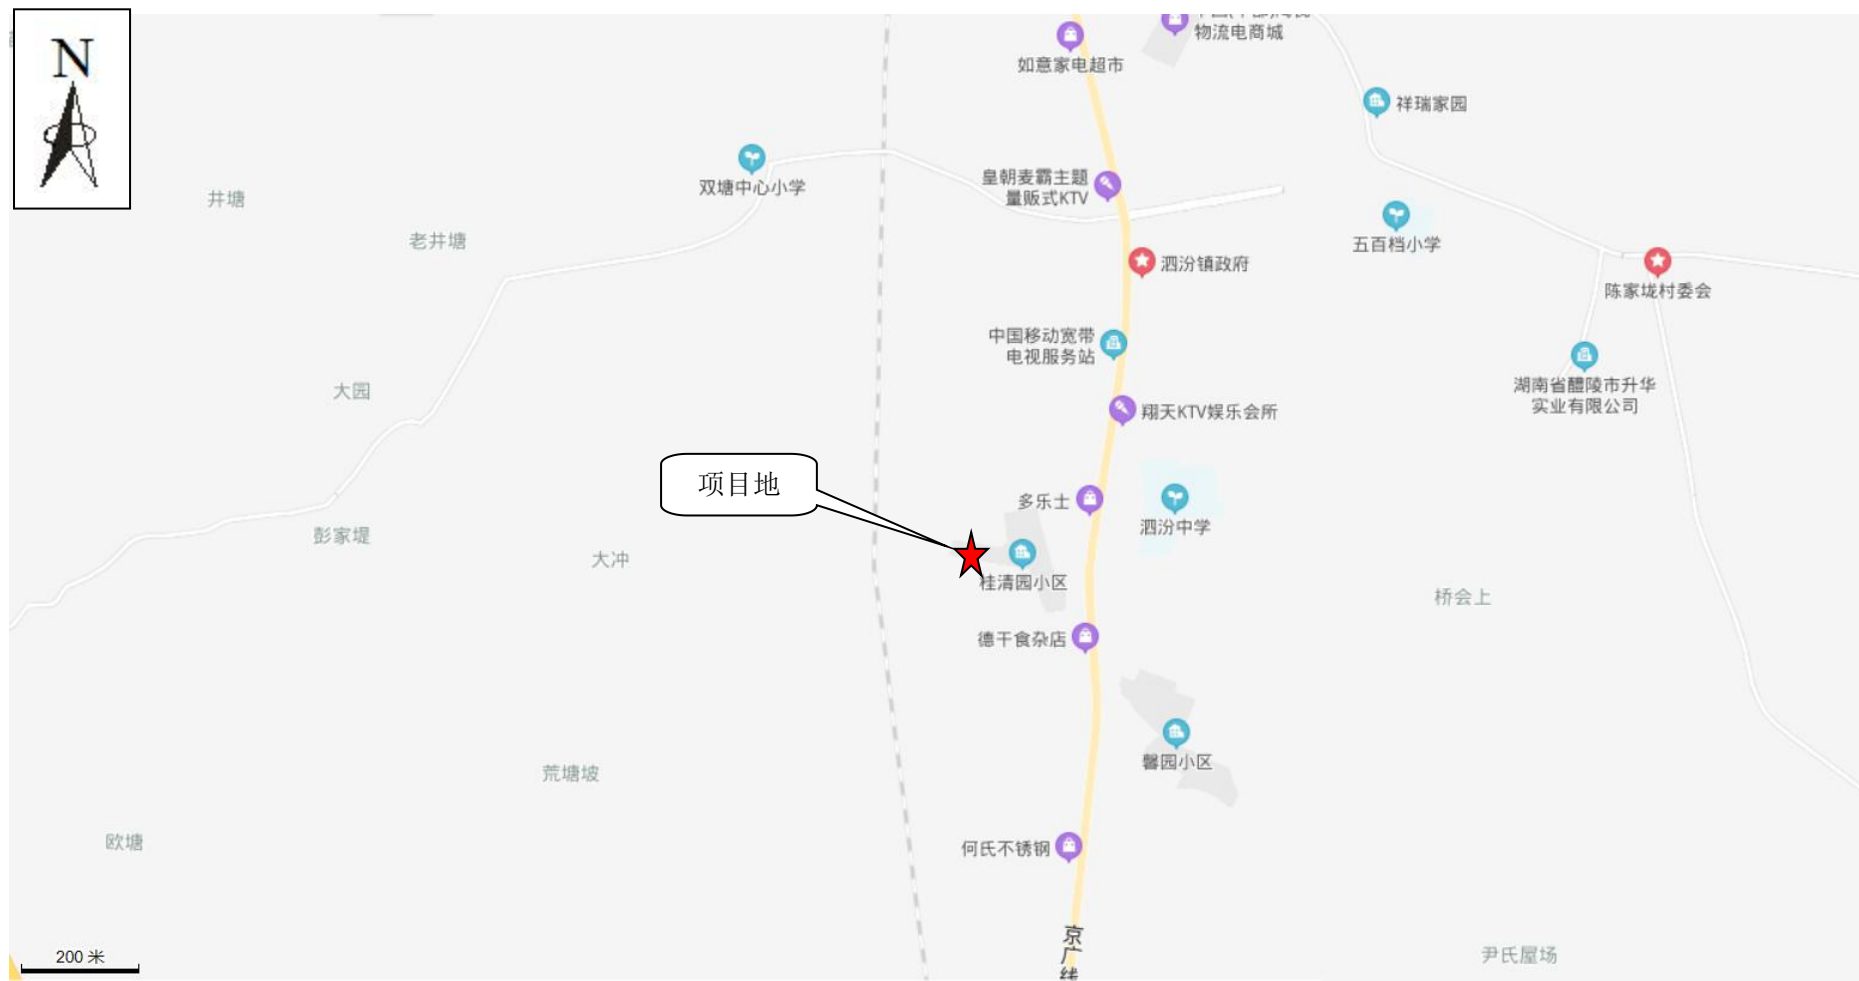 N
物流电商城
如意家电超市
祥瑞家园
双塘中心小学
皇朝麦霸主题
量贩式KTV
井塘
老井塘
五百档小学
泗汾镇政府
陈家垅村委会
中国移动宽带
电视服务站
湖南省醴陵市升华
实业有限公司
大园
翔天KTV娱乐会所
项目地
多乐士
泗汾中学
彭家堤
大冲
桂清园小区
桥会上
德干食杂店
馨园小区
荒塘坡
欧塘
何氏不锈钢
京广线
尹氏屋场
200 米